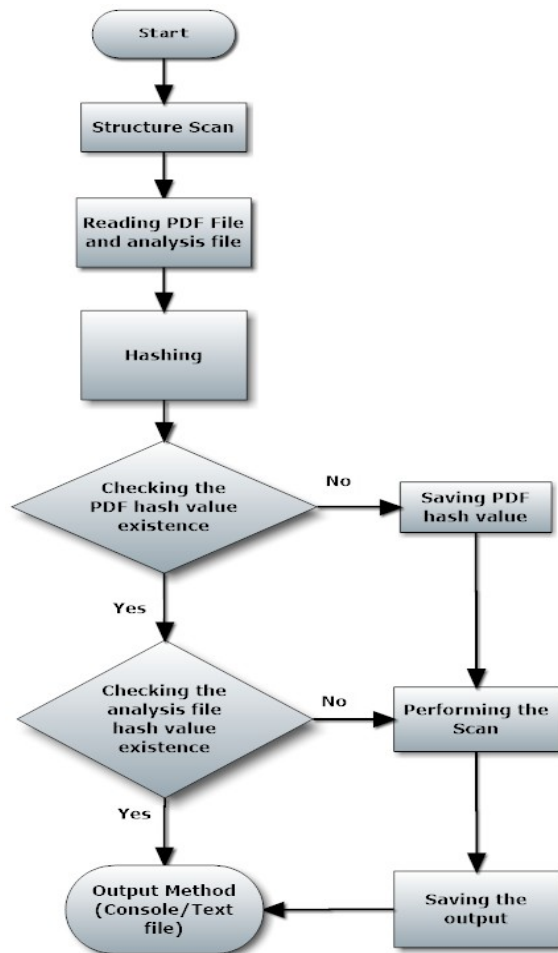 Start
Structure Scan
Reading PDF File
and analysis file
Hashing
Checking the
PDF hash value
existence
No
Saving PDF
hash value
Yes
Checking the
analysis file
hash value
existence
No
Performing the
Scan
Yes
Output Method
(Console/Text
file)
Saving the
output